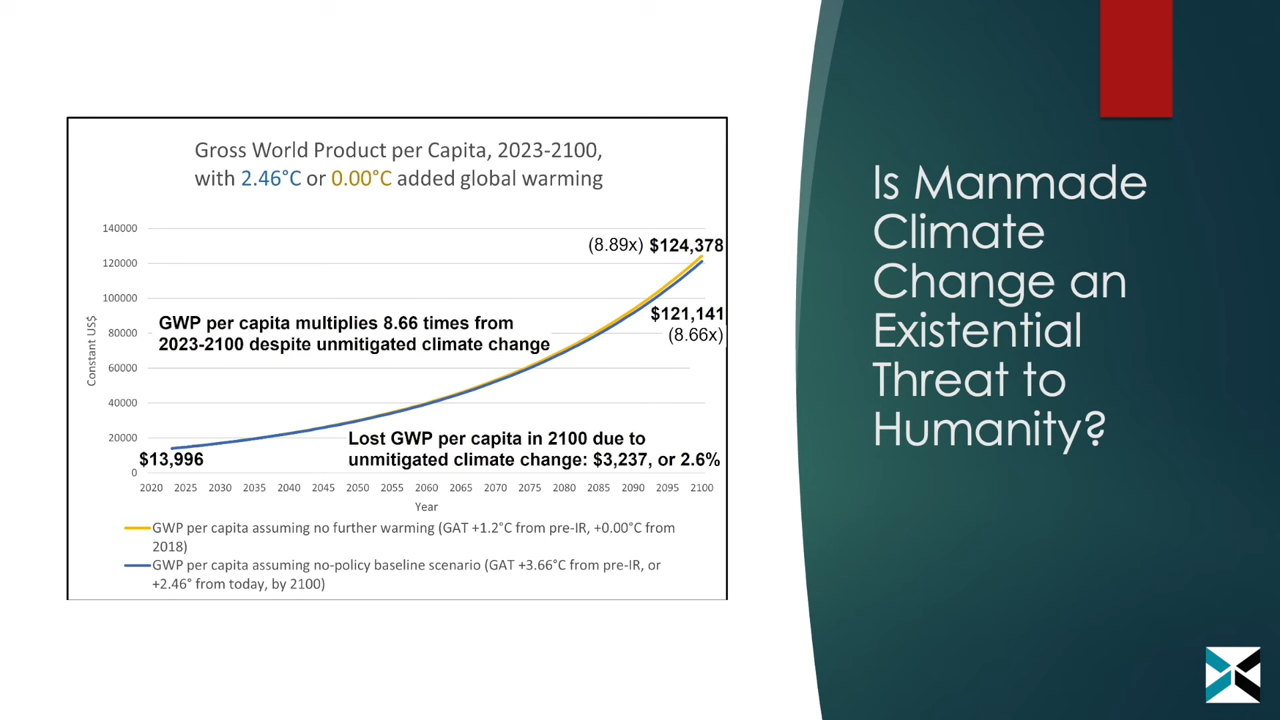 Gross World Product per Capita, 2023-2100,
with 2.46°C or 0.00°C added global warming
140000
120000
100000
80000
60000
40000
20000
0
Constant US$
(8.89x) $124,378
$121,141
(8.66x)
GWP per capita multiplies 8.66 times from
2023-2100 despite unmitigated climate change
Lost GWP per capita in 2100 due to
unmitigated climate change: $3,237, or 2.6%
$13,996
2020 2025 2030 2035 2040 2045 2050 2055 2060 2065 2070 2075 2080 2085 2090 2095 2100
Year
GWP per capita assuming no further warming (GAT +1.2°C from pre-IR, +0.00°C from
2018)
GWP per capita assuming no-policy baseline scenario (GAT +3.66°C from pre-IR, or
+2.46° from today, by 2100)
Is Manmade
Climate
Change an
Existential
Threat to
Humanity?